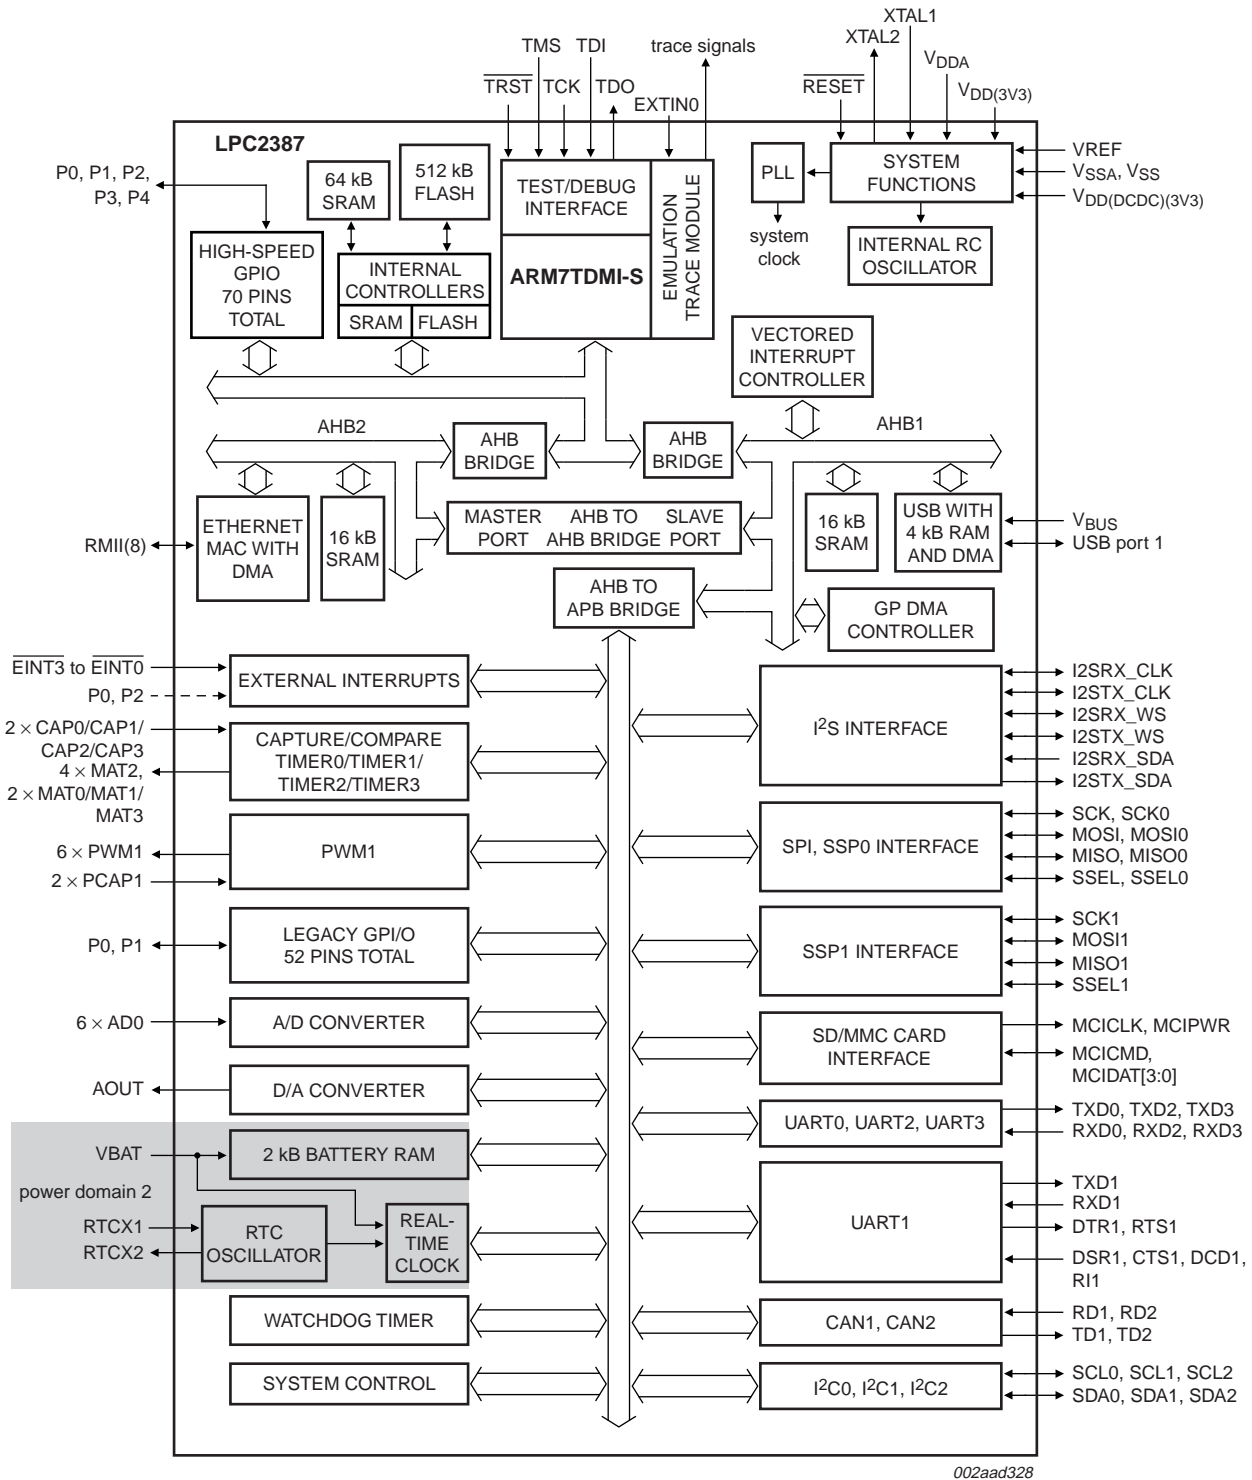 XTAL1
XTAL2
TMS TDI
trace signals
VDDA
TRST TCK TDO
RESET
VDD(3V3)
EXTIN0
LPC2387
P0, P1, P2,
P3, P4
64 kB
SRAM
512 kB
FLASH
TEST/DEBUG
INTERFACE
EMULATION
TRACE MODULE
PLL
SYSTEM
FUNCTIONS
VREF
VSSA, VSS
VDD(DCDC)(3V3)
system
clock
HIGH-SPEED
GPIO
70 PINS
TOTAL
INTERNAL
CONTROLLERS
SRAM FLASH
ARM7TDMI-S
INTERNAL RC
OSCILLATOR
VECTORED
INTERRUPT
CONTROLLER
AHB2
AHB
BRIDGE
AHB
BRIDGE
AHB1
ETHERNET
MAC WITH
DMA
16 kB
SRAM
MASTER
PORT
AHB TO
AHB BRIDGE
SLAVE
PORT
16 kB
SRAM
USB WITH
4 kB RAM
AND DMA
VBUS
USB port 1
RMII(8)
AHB TO
APB BRIDGE
GP DMA
CONTROLLER
EINT3 to EINT0
P0, P2
EXTERNAL INTERRUPTS
2 × CAP0/CAP1/
CAP2/CAP3
4 × MAT2,
2 × MAT0/MAT1/
MAT3
CAPTURE/COMPARE
TIMER0/TIMER1/
TIMER2/TIMER3
6 × PWM1
2 × PCAP1
PWM1
P0, P1
LEGACY GPI/O
52 PINS TOTAL
6 × AD0
A/D CONVERTER
AOUT
D/A CONVERTER
VBAT
2 kB BATTERY RAM
power domain 2
RTCX1
RTCX2
RTC
OSCILLATOR
REAL-
TIME
CLOCK
WATCHDOG TIMER
SYSTEM CONTROL
I2S INTERFACE
I2SRX_CLK
I2STX_CLK
I2SRX_WS
I2STX_WS
I2SRX_SDA
I2STX_SDA
SPI, SSP0 INTERFACE
SCK, SCK0
MOSI, MOSI0
MISO, MISO0
SSEL, SSEL0
SSP1 INTERFACE
SCK1
MOSI1
MISO1
SSEL1
SD/MMC CARD
INTERFACE
MCICLK, MCIPWR
MCICMD,
MCIDAT[3:0]
UART0, UART2, UART3
TXD0, TXD2, TXD3
RXD0, RXD2, RXD3
UART1
TXD1
RXD1
DTR1, RTS1
DSR1, CTS1, DCD1,
RI1
CAN1, CAN2
RD1, RD2
TD1, TD2
I2C0, I2C1, I2C2
SCL0, SCL1, SCL2
SDA0, SDA1, SDA2
002aad328